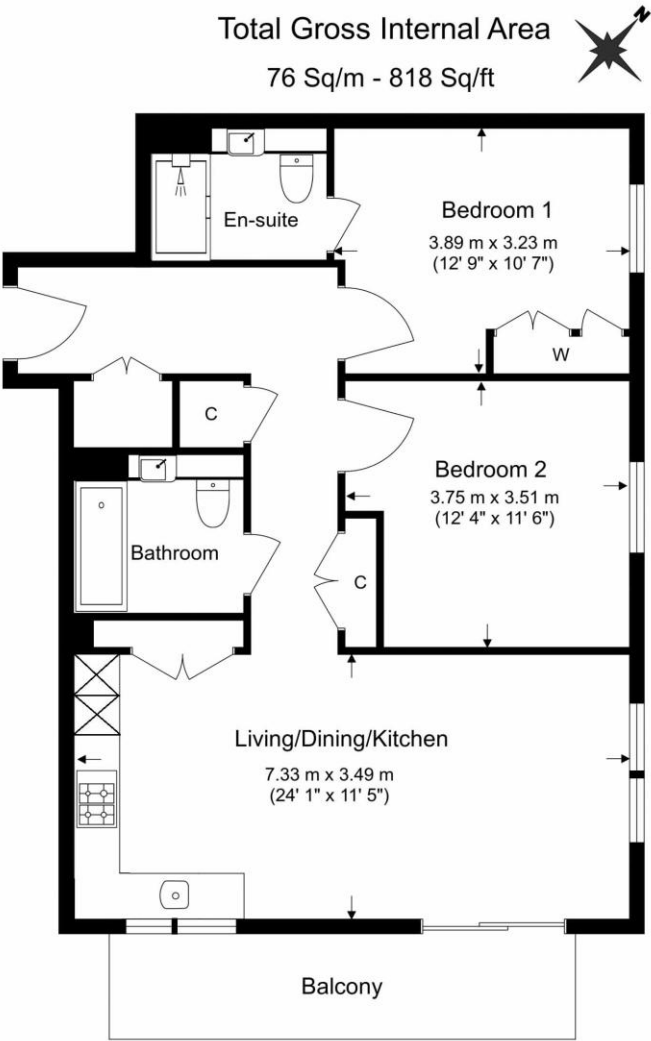 Total Gross Internal Area
N
76 Sq/m - 818 Sq/ft
En-suite
Bedroom 1
3.89 m x 3.23 m
(12' 9" x 10' 7")
W
C
Bedroom 2
3.75 m x 3.51 m
(12' 4" x 11' 6")
Bathroom
C
Living/Dining/Kitchen
7.33 m x 3.49 m
(24' 1" x 11' 5")
Balcony